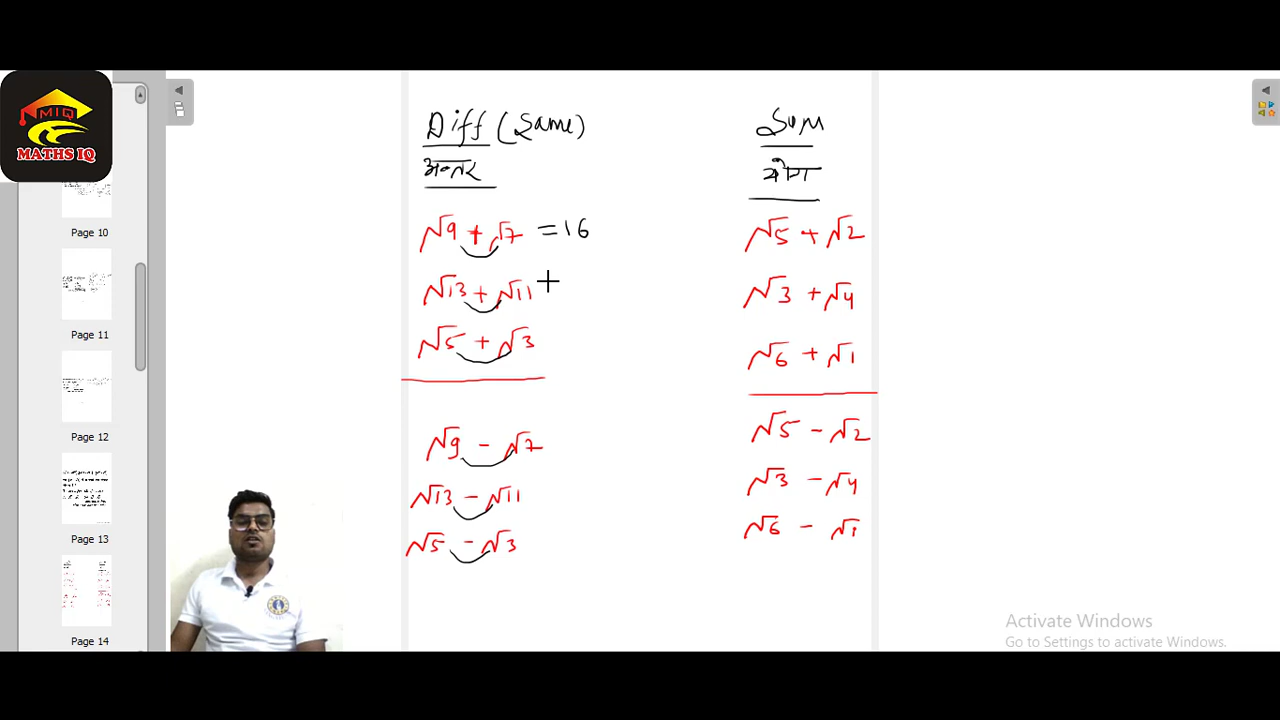 MIQ
MATHS IQ
Page 10
Page 11
Page 12
Page 13
Page 14
Diff (Same)
अन्तर
√9 + √7 = 16
√13 + √11
√5 + √3
√9 - √7
√13 - √11
√5 - √3
Sum
योग
√5 + √2
√3 + √4
√6 + √1
√5 - √2
√3 - √4
√6 - √1
Activate Windows
Go to Settings to activate Windows.